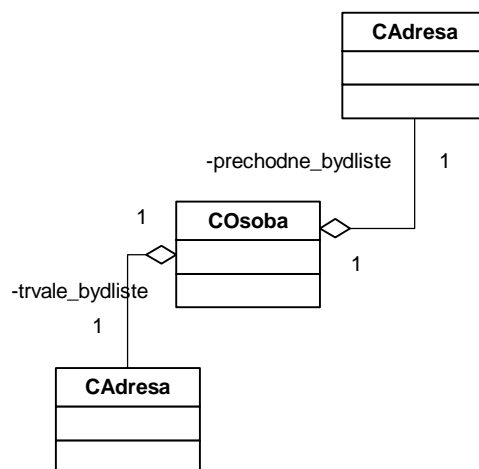 CAdresa
-prechodne_bydliste 1
1 COsoba
1
-trvale_bydliste
1
CAdresa